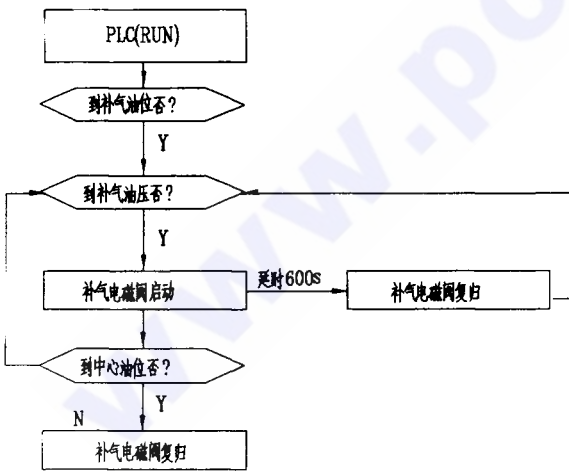 PLC(RUN)
到补气油位否?
Y
到补气油压否?
Y
补气电磁阀启动
延时600s
补气电磁阀复归
到中心油位否?
N
Y
补气电磁阀复归
www.po